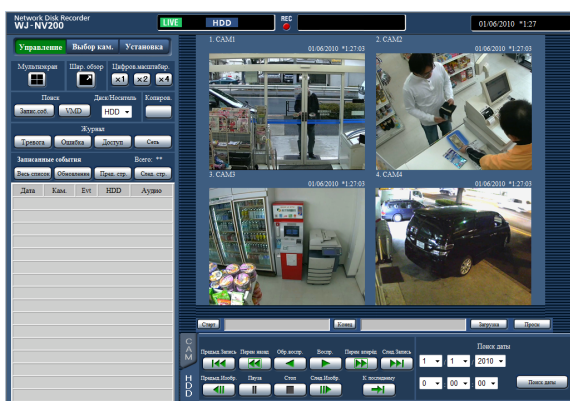 Network Disk Recorder
WJ-NV200
LIVE HDD REC 01/06/2010 *1:27
Управление Выбор кам. Установка
Мультиэкран Шир. обзор Цифров.масштабир.
×1 ×2 ×4
Поиск Диск/Носитель Копиров.
Запис.соб. VMD HDD
Журнал
Тревога Ошибка Доступ Сеть
Записанные события Всего: **
Весь список Обновления Пред. стр. След. стр.
Дата Кам. Evt HDD Аудио
1. CAM1 2. CAM2
01/06/2010 *1:27:03 01/06/2010 *1:27:03
3. CAM3 4. CAM4
01/06/2010 *1:27:03 01/06/2010 *1:27:03
Старт Конец Загрузка Просм
CAM
HDD
Предыд.Запись Перем назад Обр.воспр. Воспр. Перем вперёд След.Запись
Предыд.Изобр. Пауза Стоп След.Изобр. К последнему
Поиск даты
1 1 2010
0 00 00 Поиск даты